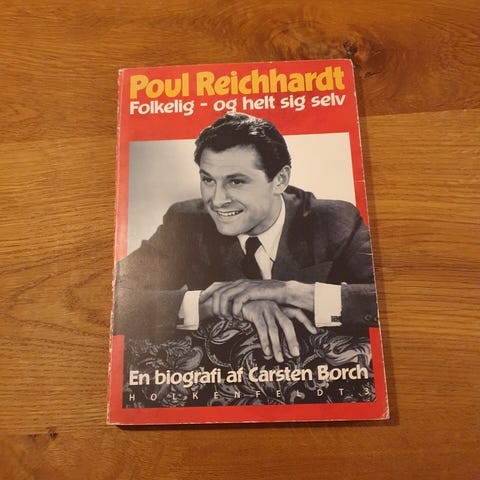 Poul Reichhardt
Folkelig - og helt sig selv
En biografi af Carsten Borch
HOLKENFELDT 3